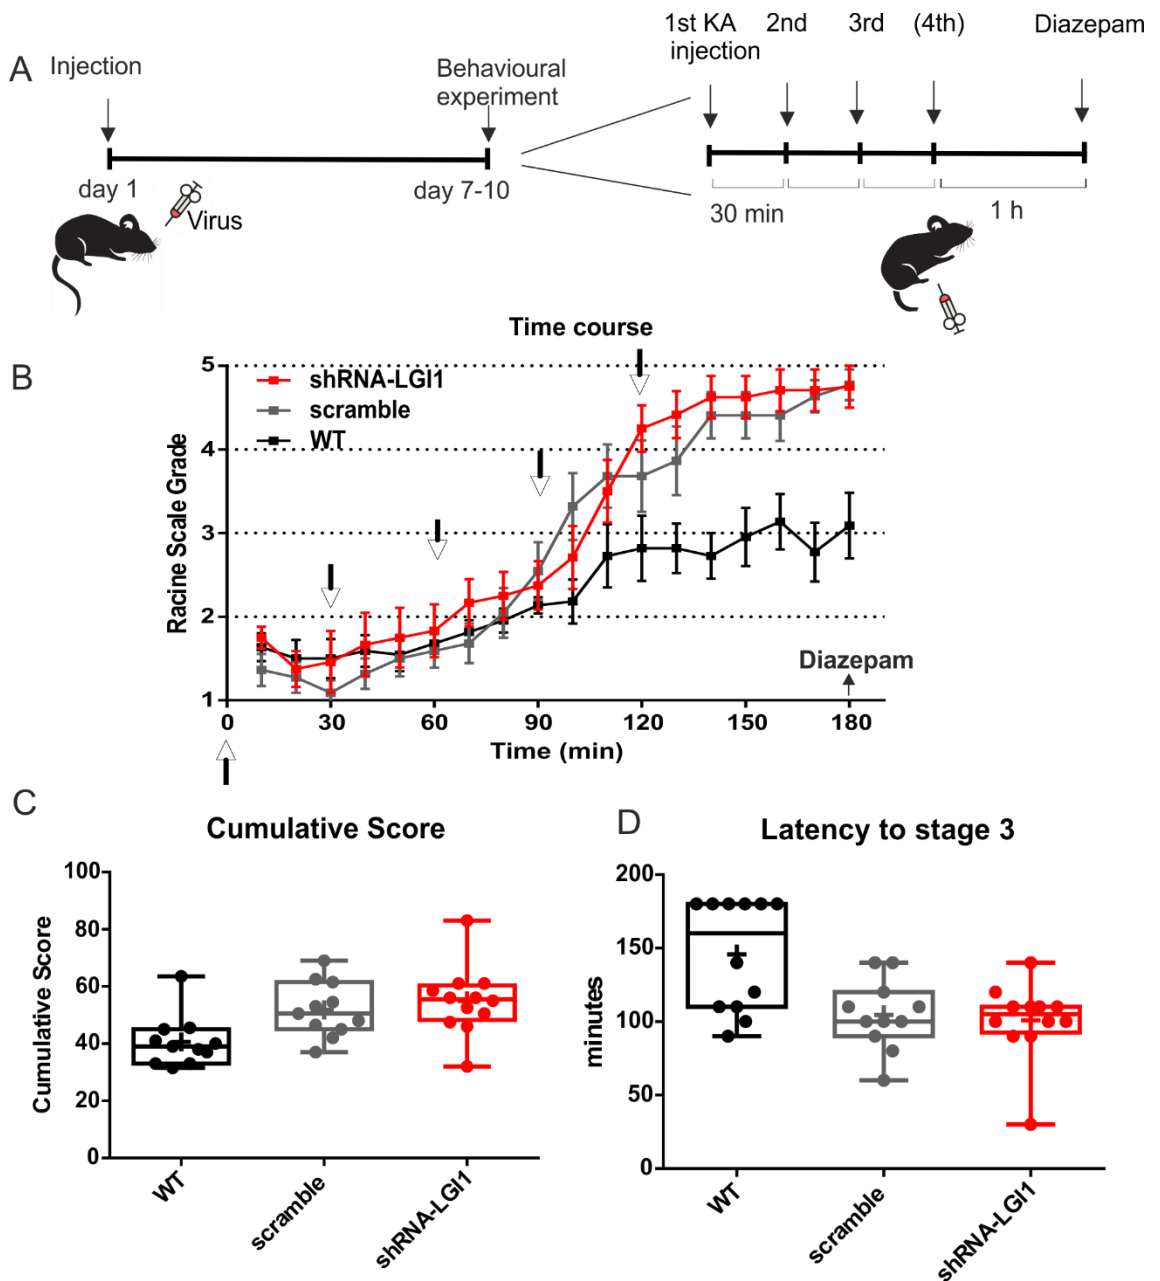 A
Injection
Behavioural
experiment
day 1
day 7-10
Virus
1st KA
injection
2nd
3rd
(4th)
Diazepam
30 min
1 h
Time course
B
shRNA-LGI1
scramble
WT
Racine Scale Grade
5
4
3
2
1
Diazepam
0
30
60
90
120
150
180
Time (min)
C
Cumulative Score
Cumulative Score
100
80
60
40
20
0
WT
scramble
shRNA-LGI1
D
Latency to stage 3
minutes
200
150
100
50
0
WT
scramble
shRNA-LGI1